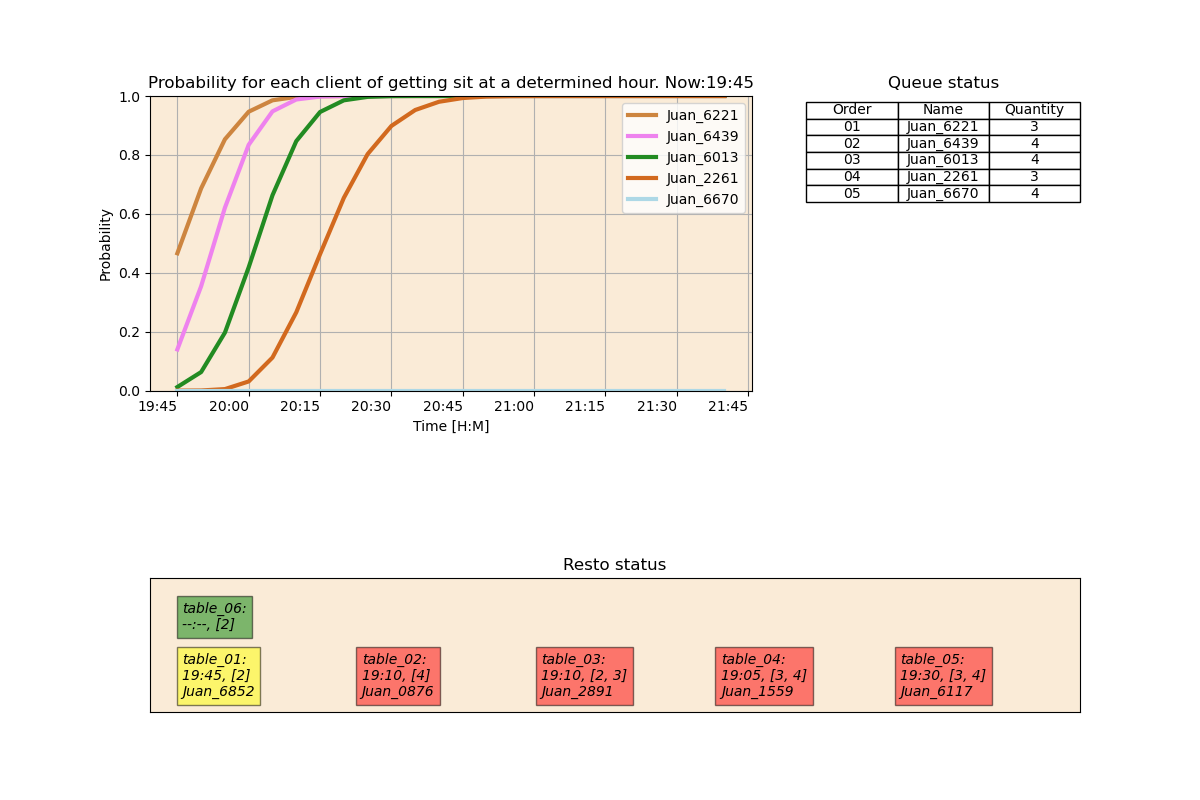 Probability for each client of getting sit at a determined hour. Now:19:45
Probability
1.0
0.8
0.6
0.4
0.2
0.0
19:45 20:00 20:15 20:30 20:45 21:00 21:15 21:30 21:45
Time [H:M]
Juan_6221
Juan_6439
Juan_6013
Juan_2261
Juan_6670
Queue status
Order Name Quantity
01 Juan_6221 3
02 Juan_6439 4
03 Juan_6013 4
04 Juan_2261 3
05 Juan_6670 4
Resto status
table_06:
--:--, [2]
table_01:
19:45, [2]
Juan_6852
table_02:
19:10, [4]
Juan_0876
table_03:
19:10, [2, 3]
Juan_2891
table_04:
19:05, [3, 4]
Juan_1559
table_05:
19:30, [3, 4]
Juan_6117